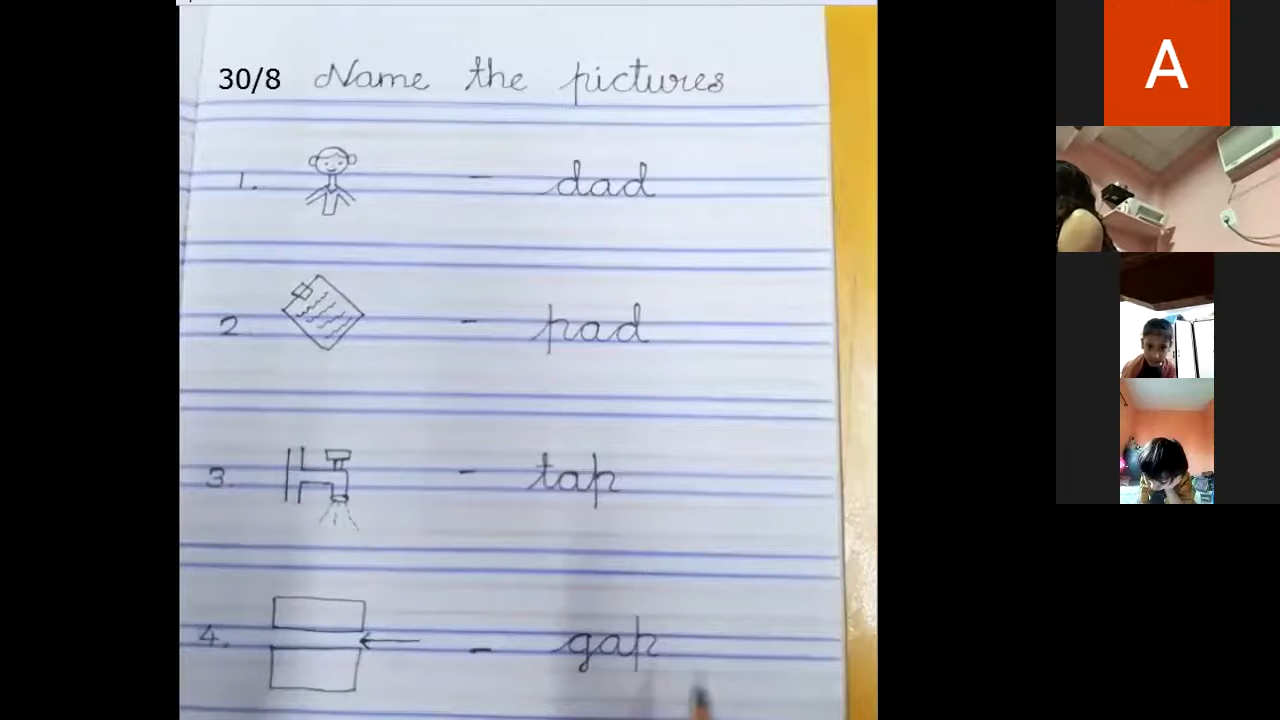 30/8 Name the pictures
1. - dad
2. - pad
3. - tap
4. - gap
A